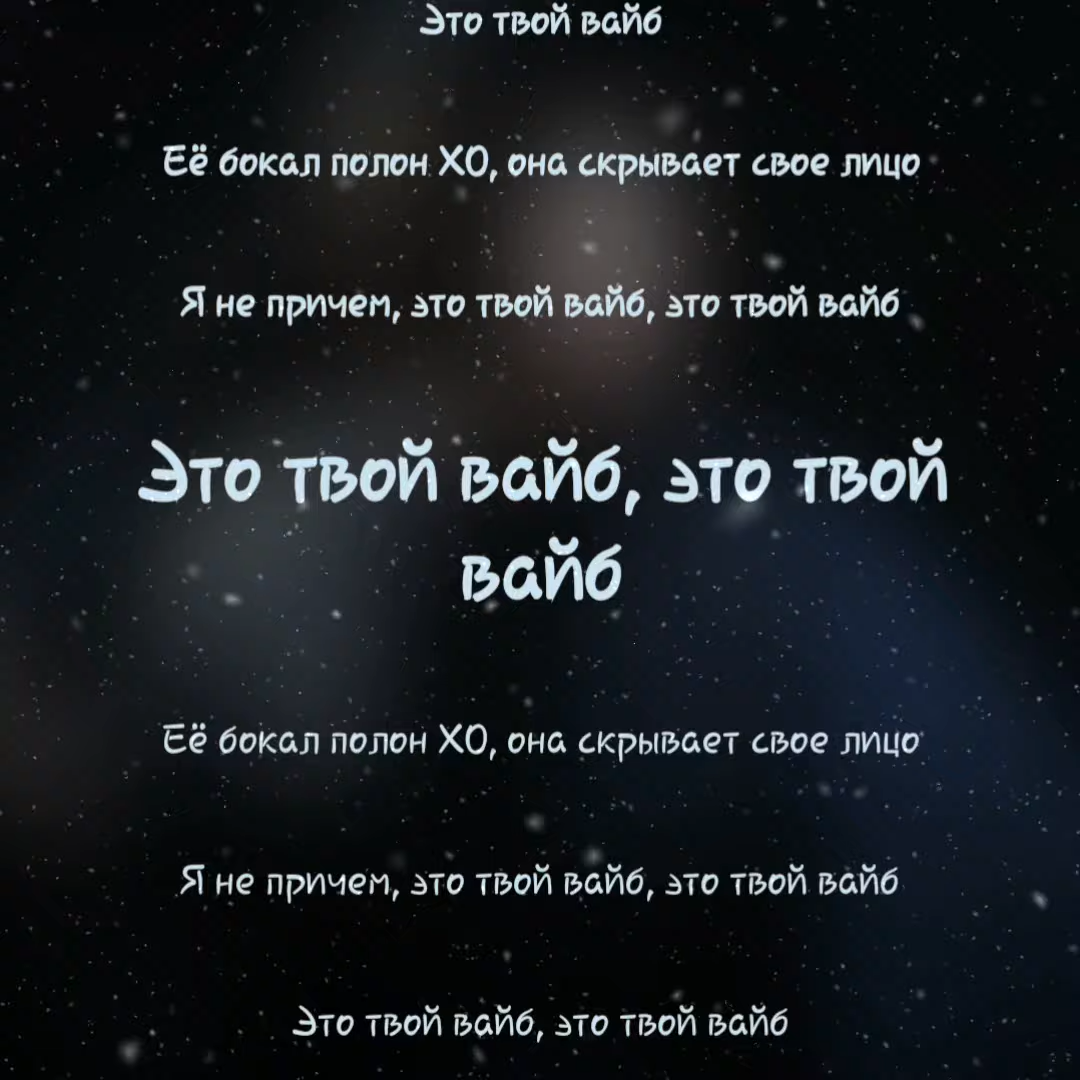 Это твой вайб
Её бокал полон ХО, она скрывает свое лицо
Я не причем, это твой вайб, это твой вайб
Это твой вайб, это твой
вайб
Её бокал полон ХО, она скрывает свое лицо
Я не причем, это твой вайб, это твой вайб
Это твой вайб, это твой вайб